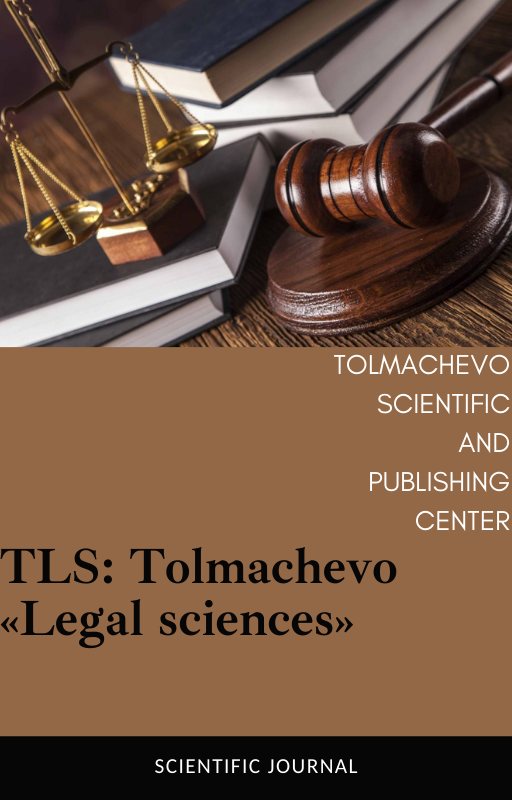 TOLMACHEVO
SCIENTIFIC
AND
PUBLISHING
CENTER
TLS: Tolmachevo
«Legal sciences»
SCIENTIFIC JOURNAL